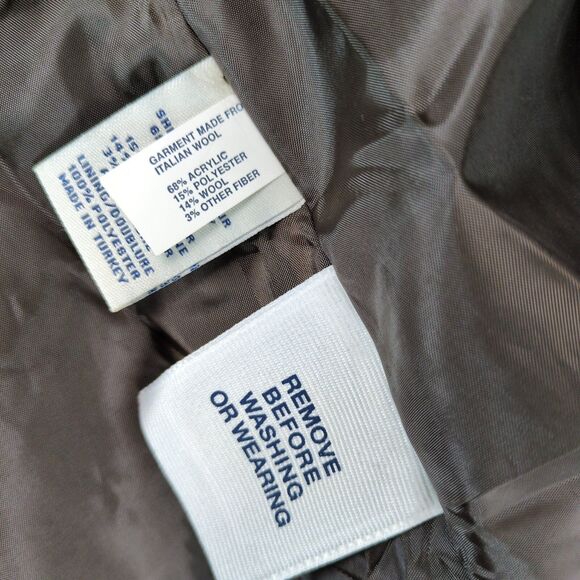 GARMENT MADE FRO
ITALIAN WOOL
68% ACRYLIC
15% POLYESTER
14% WOOL
3% OTHER FIBER
LINING/DOUBLURE
100% POLYESTER
MADE IN TURKEY
REMOVE
BEFORE
WASHING
OR WEARING